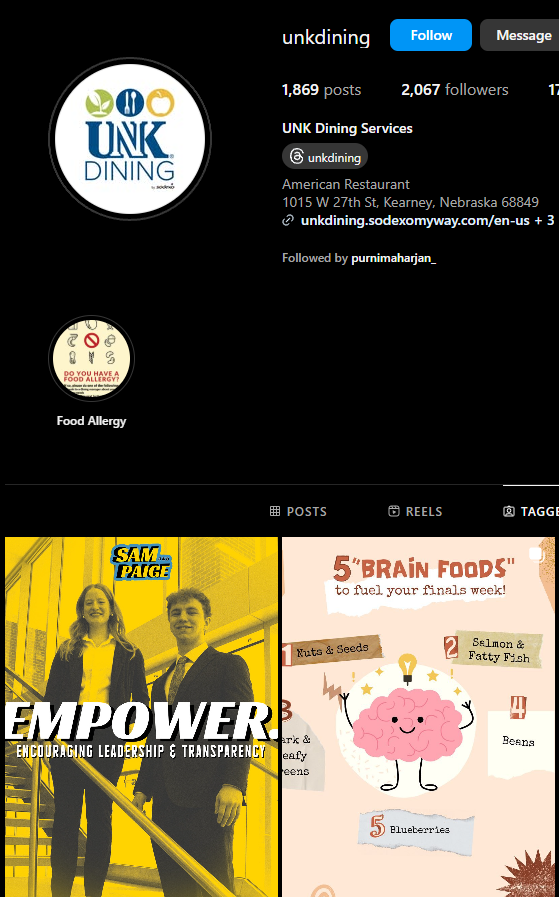 unkdining
Follow
Message
1,869 posts
2,067 followers
17
UNK Dining Services
unkdining
American Restaurant
1015 W 27th St, Kearney, Nebraska 68849
unkdining.sodexomyway.com/en-us + 3
Followed by purnimaharjan_
UNK
DINING
by sodexo
DO YOU HAVE A
FOOD ALLERGY?
Food Allergy
POSTS
REELS
TAGGE
SAM
PAIGE
EMPOWER.
ENCOURAGING LEADERSHIP & TRANSPARENCY
5 "BRAIN FOODS"
to fuel your finals week!
1 Nuts & Seeds
2 Salmon &
Fatty Fish
3
ark &
eafy
reens
4
Beans
5 Blueberries